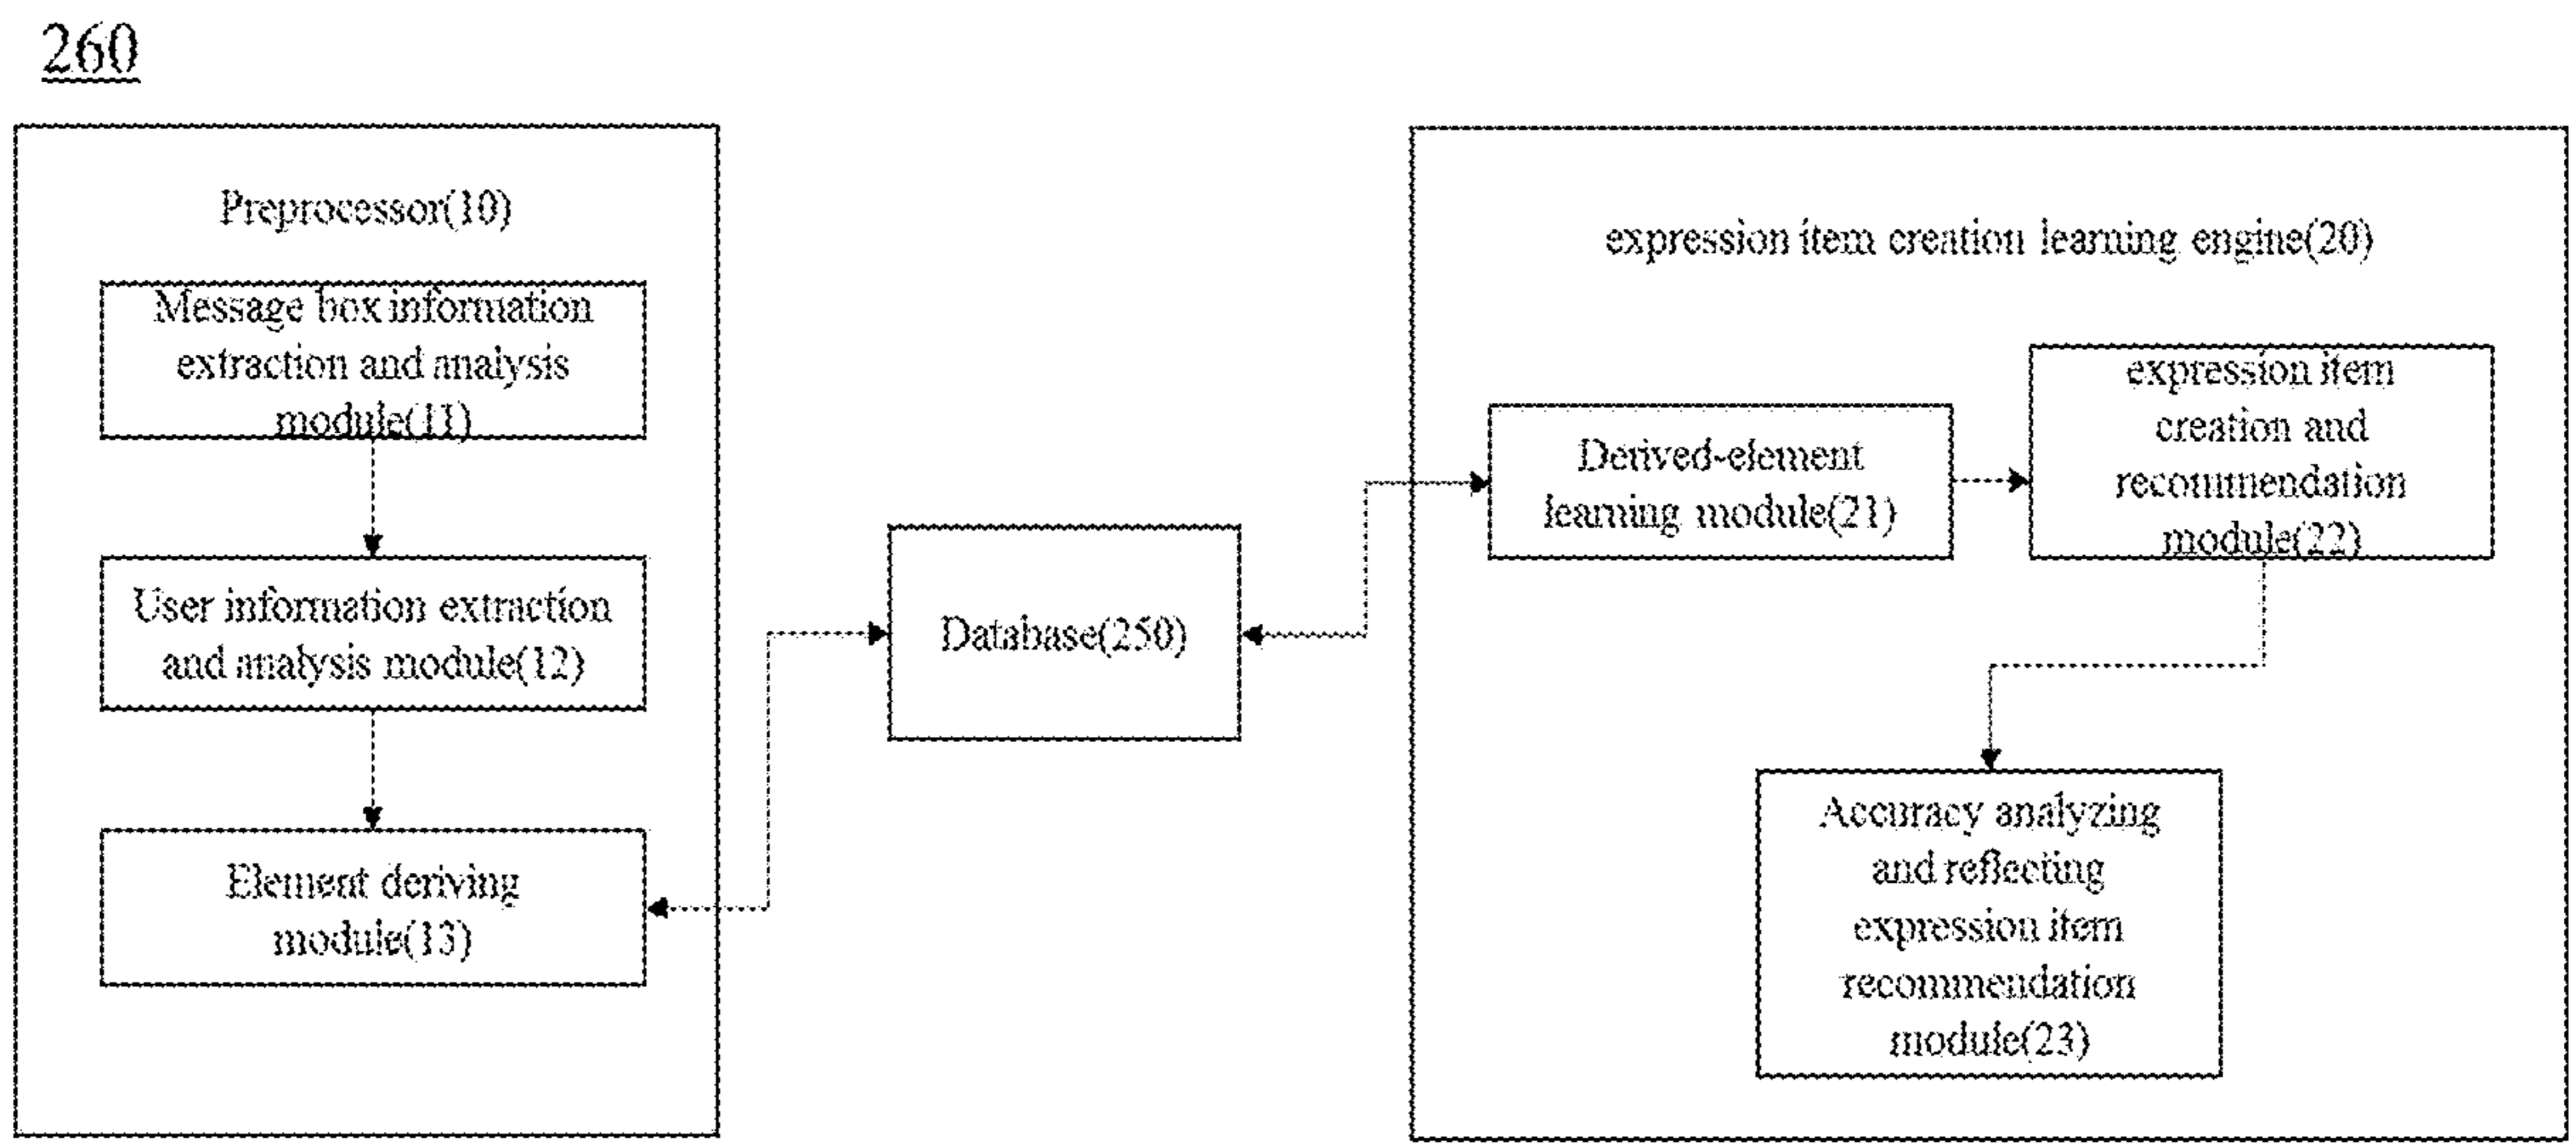 260
Preprocessor(10)
Message box information
extraction and analysis
module(11)
User information extraction
and analysis module(12)
Element deriving
module(13)
Database(250)
expression item creation learning engine(20)
Derived-element
learning module(21)
expression item
creation and
recommendation
module(22)
Accuracy analyzing
and reflecting
expression item
recommendation
module(23)